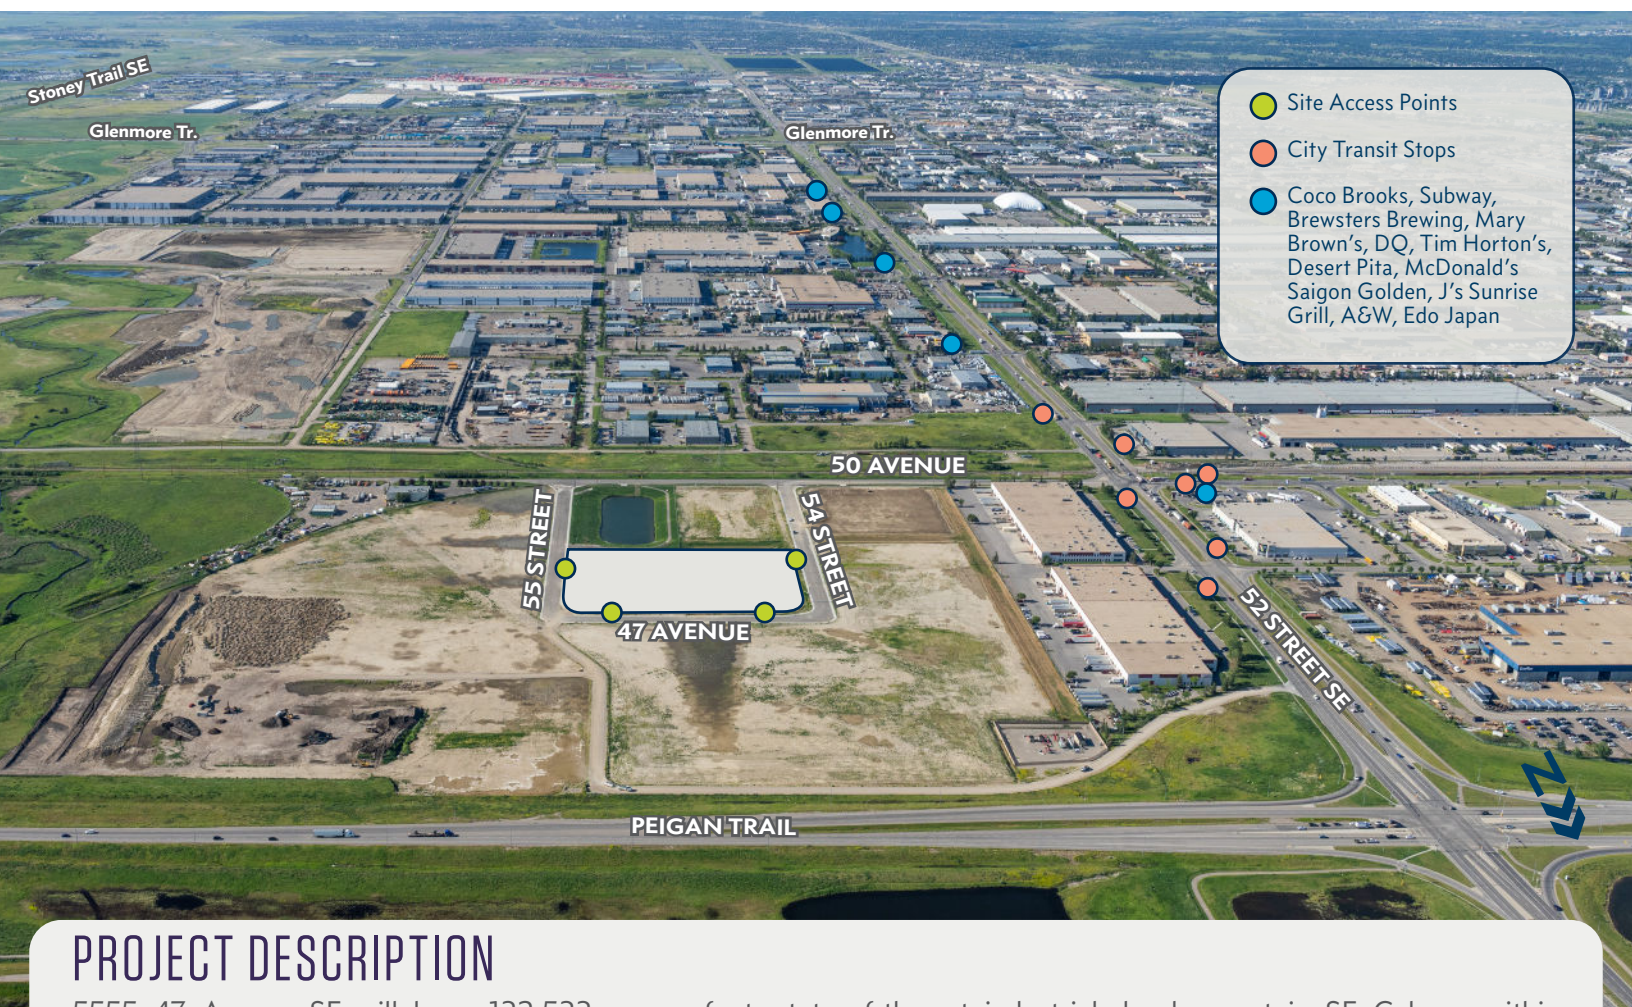 Stoney Trail SE
Glenmore Tr.
Glenmore Tr.
Site Access Points
City Transit Stops
Coco Brooks, Subway,
Brewsters Brewing, Mary
Brown's, DQ, Tim Horton's,
Desert Pita, McDonald's
Saigon Golden, J's Sunrise
Grill, A&W, Edo Japan
50 AVENUE
55 STREET
54 STREET
47 AVENUE
52 STREET SE
N
PEIGAN TRAIL
PROJECT DESCRIPTION